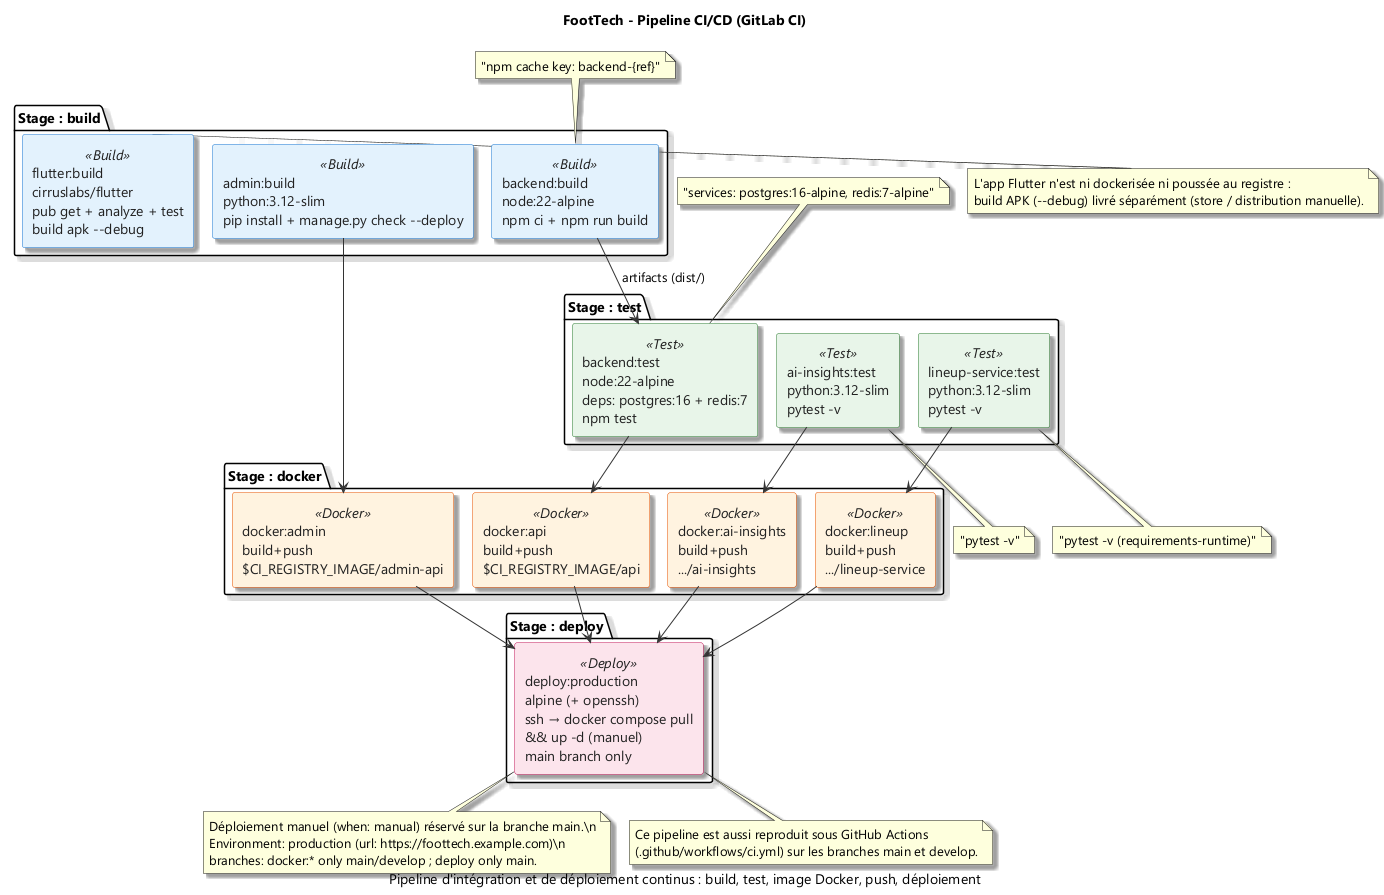 FootTech - Pipeline CI/CD (GitLab CI)
"npm cache key: backend-{ref}"
Stage : build
«Build»
flutter:build
cirruslabs/flutter
pub get + analyze + test
build apk --debug
«Build»
admin:build
python:3.12-slim
pip install + manage.py check --deploy
«Build»
backend:build
node:22-alpine
npm ci + npm run build
"services: postgres:16-alpine, redis:7-alpine"
L'app Flutter n'est ni dockerisée ni poussée au registre :
build APK (--debug) livré séparément (store / distribution manuelle).
artifacts (dist/)
Stage : test
«Test»
backend:test
node:22-alpine
deps: postgres:16 + redis:7
npm test
«Test»
ai-insights:test
python:3.12-slim
pytest -v
«Test»
lineup-service:test
python:3.12-slim
pytest -v
Stage : docker
«Docker»
docker:admin
build+push
$CI_REGISTRY_IMAGE/admin-api
«Docker»
docker:api
build+push
$CI_REGISTRY_IMAGE/api
«Docker»
docker:ai-insights
build+push
.../ai-insights
«Docker»
docker:lineup
build+push
.../lineup-service
"pytest -v"
"pytest -v (requirements-runtime)"
Stage : deploy
«Deploy»
deploy:production
alpine (+ openssh)
ssh → docker compose pull
&& up -d (manuel)
main branch only
Déploiement manuel (when: manual) réservé sur la branche main.\n
Environment: production (url: https://foottech.example.com)\n
branches: docker:* only main/develop ; deploy only main.
Ce pipeline est aussi reproduit sous GitHub Actions
(.github/workflows/ci.yml) sur les branches main et develop.
Pipeline d'intégration et de déploiement continus : build, test, image Docker, push, déploiement